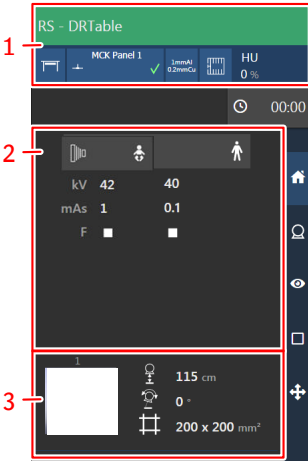 RS - DRTable
1
MCK Panel 1
1mmAl
0.2mmCu
HU
0 %
00:00
2
kV 42 40
mAs 1 0.1
F
3
1
115 cm
0 °
200 x 200 mm²